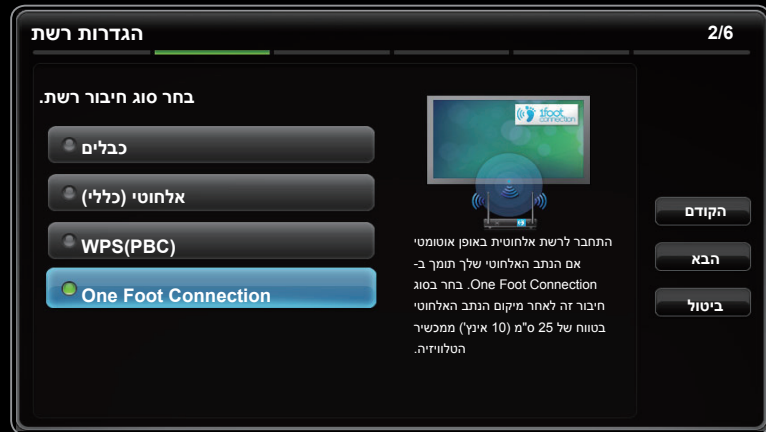 הגדרות רשת
2/6
בחר סוג חיבור רשת.
כבלים
אלחוטי (כללי)
WPS(PBC)
One Foot Connection
1foot
connection
התחבר לרשת אלחוטית באופן אוטומטי
אם הנתב האלחוטי שלך תומך ב-
One Foot Connection. בחר בסוג
חיבור זה לאחר מיקום הנתב האלחוטי
בטווח של 25 ס"מ (10 אינץ') ממכשיר
הטלוויזיה.
הקודם
הבא
ביטול